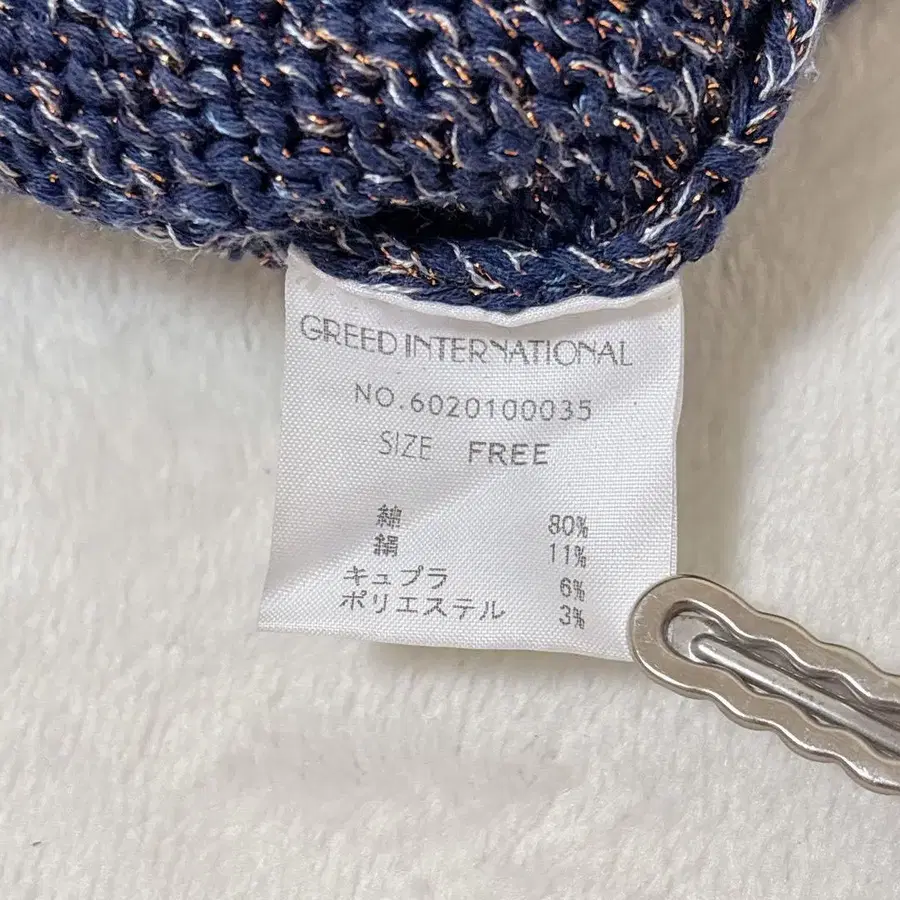 GREED INTERNATIONAL
NO.6020100035
SIZE FREE
綿 80%
絹 11%
キュプラ 6%
ポリエステル 3%